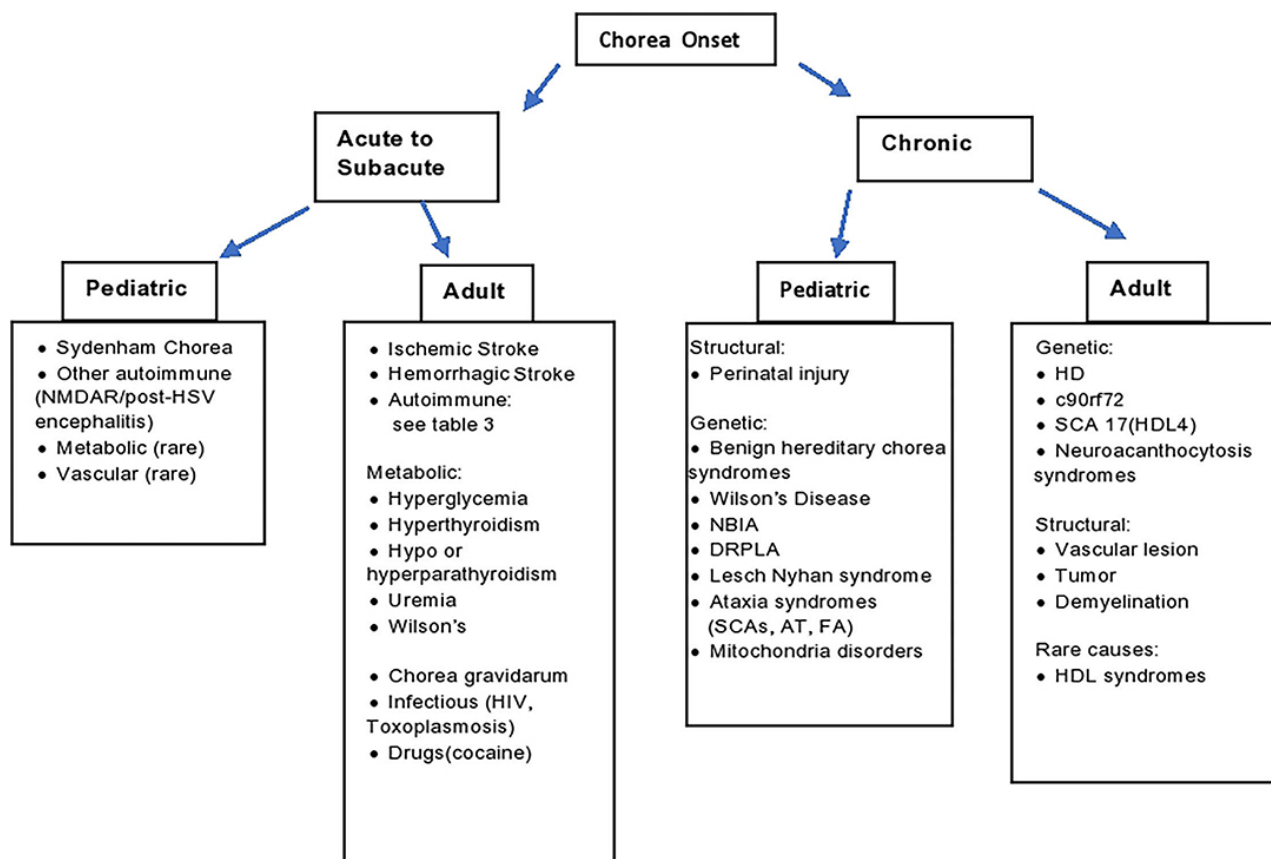 Chorea Onset
Acute to
Subacute
Chronic
Pediatric
● Sydenham Chorea
● Other autoimmune
(NMDAR/post-HSV
encephalitis)
● Metabolic (rare)
● Vascular (rare)
Adult
● Ischemic Stroke
● Hemorrhagic Stroke
● Autoimmune:
see table 3
Metabolic:
● Hyperglycemia
● Hyperthyroidism
● Hypo or
hyperparathyroidism
● Uremia
● Wilson's
● Chorea gravidarum
● Infectious (HIV,
Toxoplasmosis)
● Drugs(cocaine)
Pediatric
Structural:
● Perinatal injury
Genetic:
● Benign hereditary chorea
syndromes
● Wilson's Disease
● NBIA
● DRPLA
● Lesch Nyhan syndrome
● Ataxia syndromes
(SCAs, AT, FA)
● Mitochondria disorders
Adult
Genetic:
● HD
● c90rf72
● SCA 17(HDL4)
● Neuroacanthocytosis
syndromes
Structural:
● Vascular lesion
● Tumor
● Demyelination
Rare causes:
● HDL syndromes